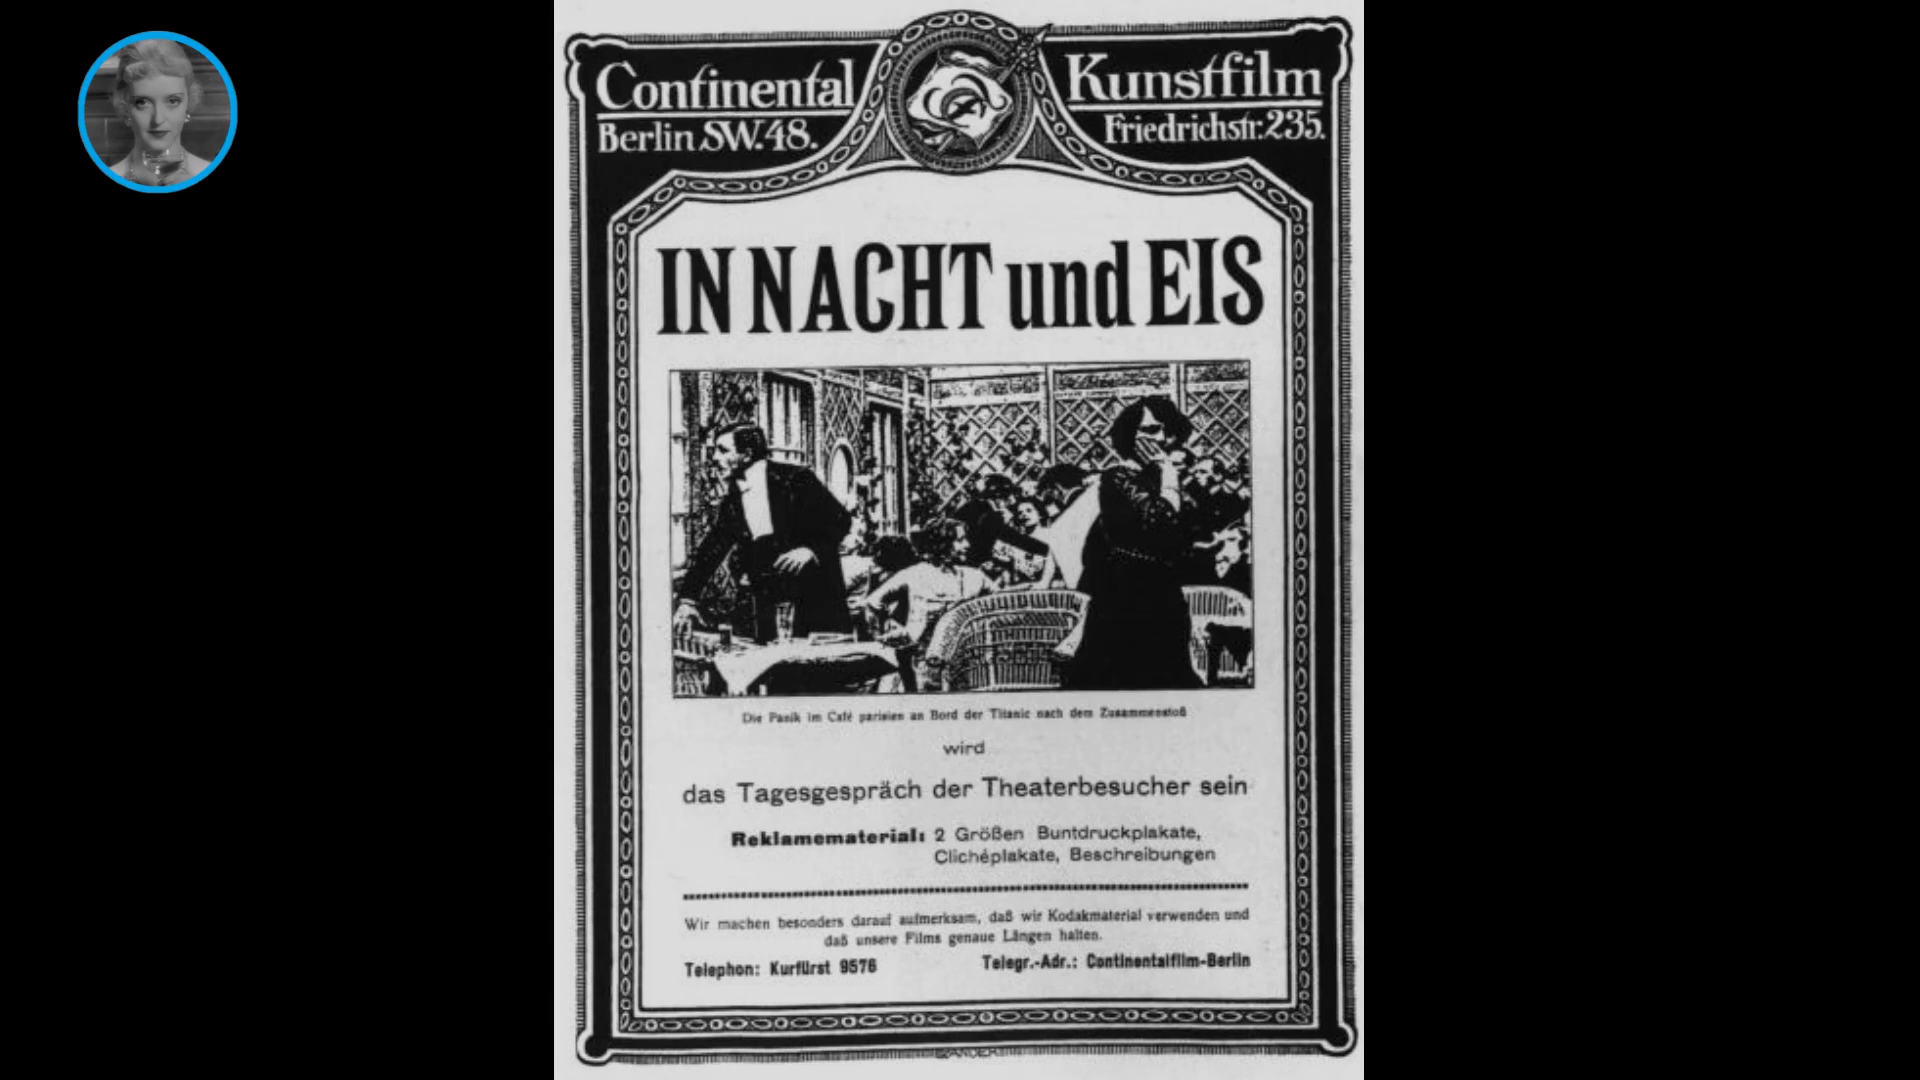 Continental
Kunstfilm
Berlin SW.48.
Friedrichstr: 235.
IN NACHT und EIS
Die Panik im Café parisien an Bord der Titanic nach dem Zusammenstoß
wird
das Tagesgespräch der Theaterbesucher sein
Reklamematerial: 2 Größen Buntdruckplakate,
Clichéplakate, Beschreibungen
Wir machen besonders darauf aufmerksam, daß wir Kodakmaterial verwenden und
daß unsere Films genaue Längen halten.
Telephon: Kurfürst 9576
Telegr.-Adr.: Continentalfilm-Berlin